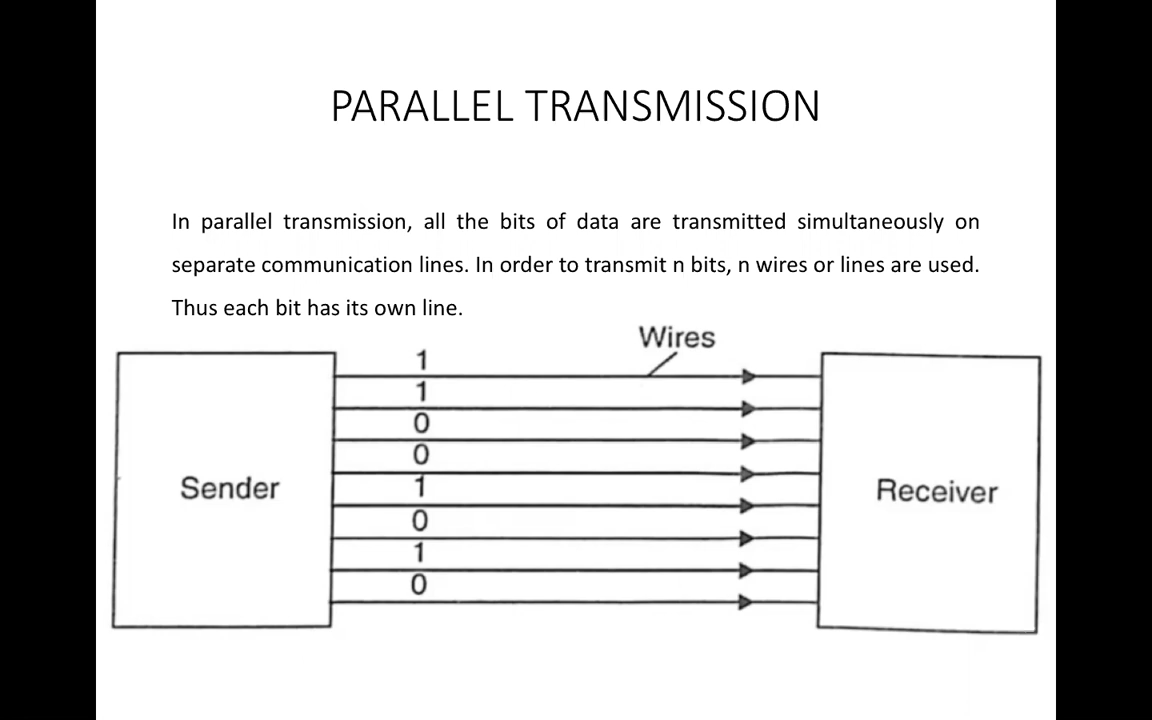 PARALLEL TRANSMISSION
In parallel transmission, all the bits of data are transmitted simultaneously on
separate communication lines. In order to transmit n bits, n wires or lines are used.
Thus each bit has its own line.
Wires
1
1
0
0
1
0
1
0
Sender
Receiver